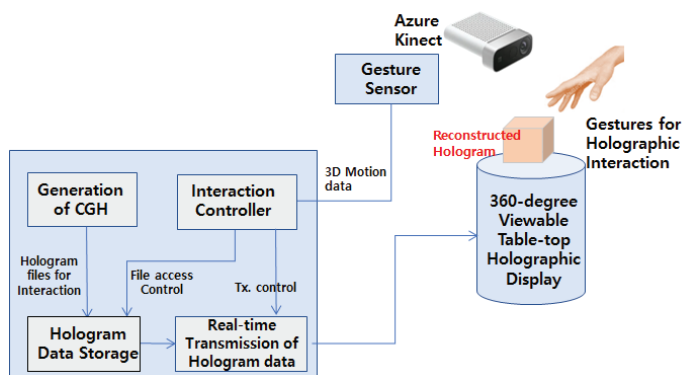 Azure
Kinect
Gesture
Sensor
Reconstructed
Hologram
Gestures for
Holographic
Interaction
3D Motion
data
Generation
of CGH
Interaction
Controller
360-degree
Viewable
Table-top
Holographic
Display
Hologram
files for
Interaction
File access
Control
Tx. control
Hologram
Data Storage
Real-time
Transmission of
Hologram data